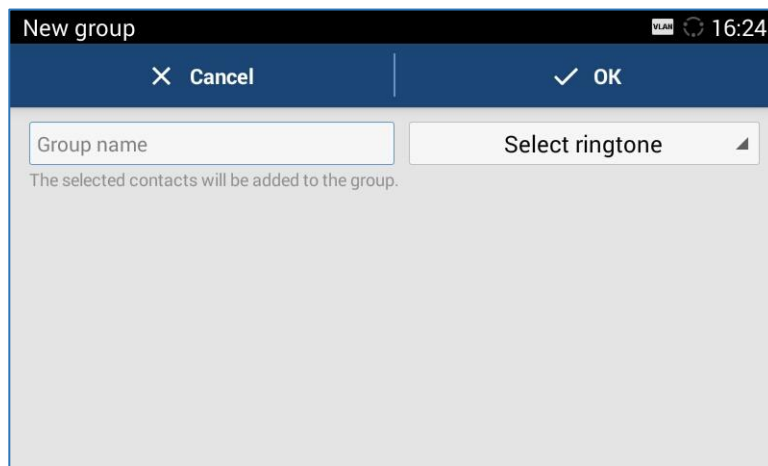 New group VLAN 16:24
Cancel OK
Group name Select ringtone
The selected contacts will be added to the group.